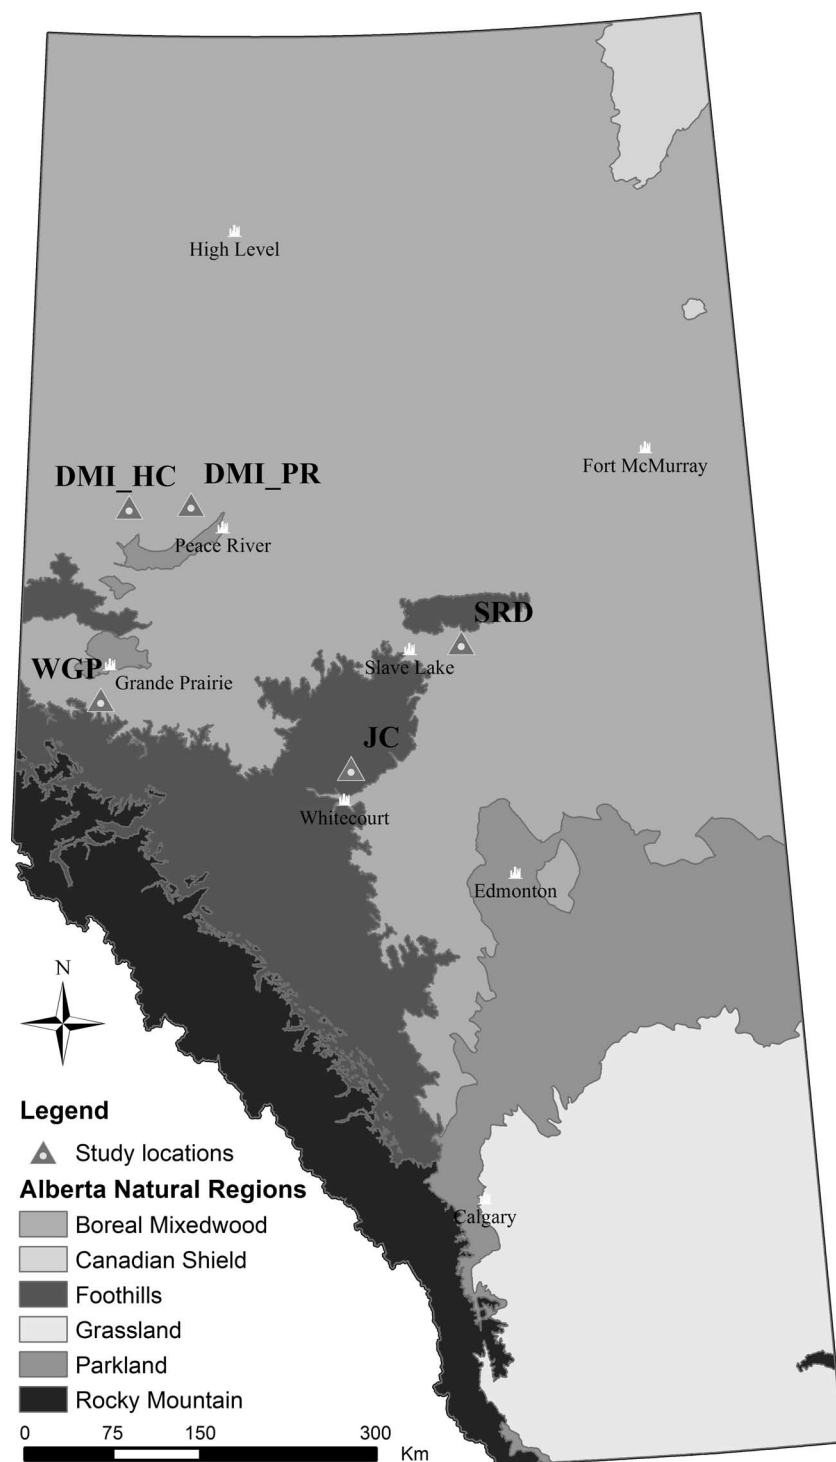 High Level
Fort McMurray
DMI_HC
DMI_PR
Peace River
SRD
Slave Lake
WGP
Grande Prairie
JC
Whitecourt
Edmonton
N
Calgary
Legend
Study locations
Alberta Natural Regions
Boreal Mixedwood
Canadian Shield
Foothills
Grassland
Parkland
Rocky Mountain
0 75 150 300
Km